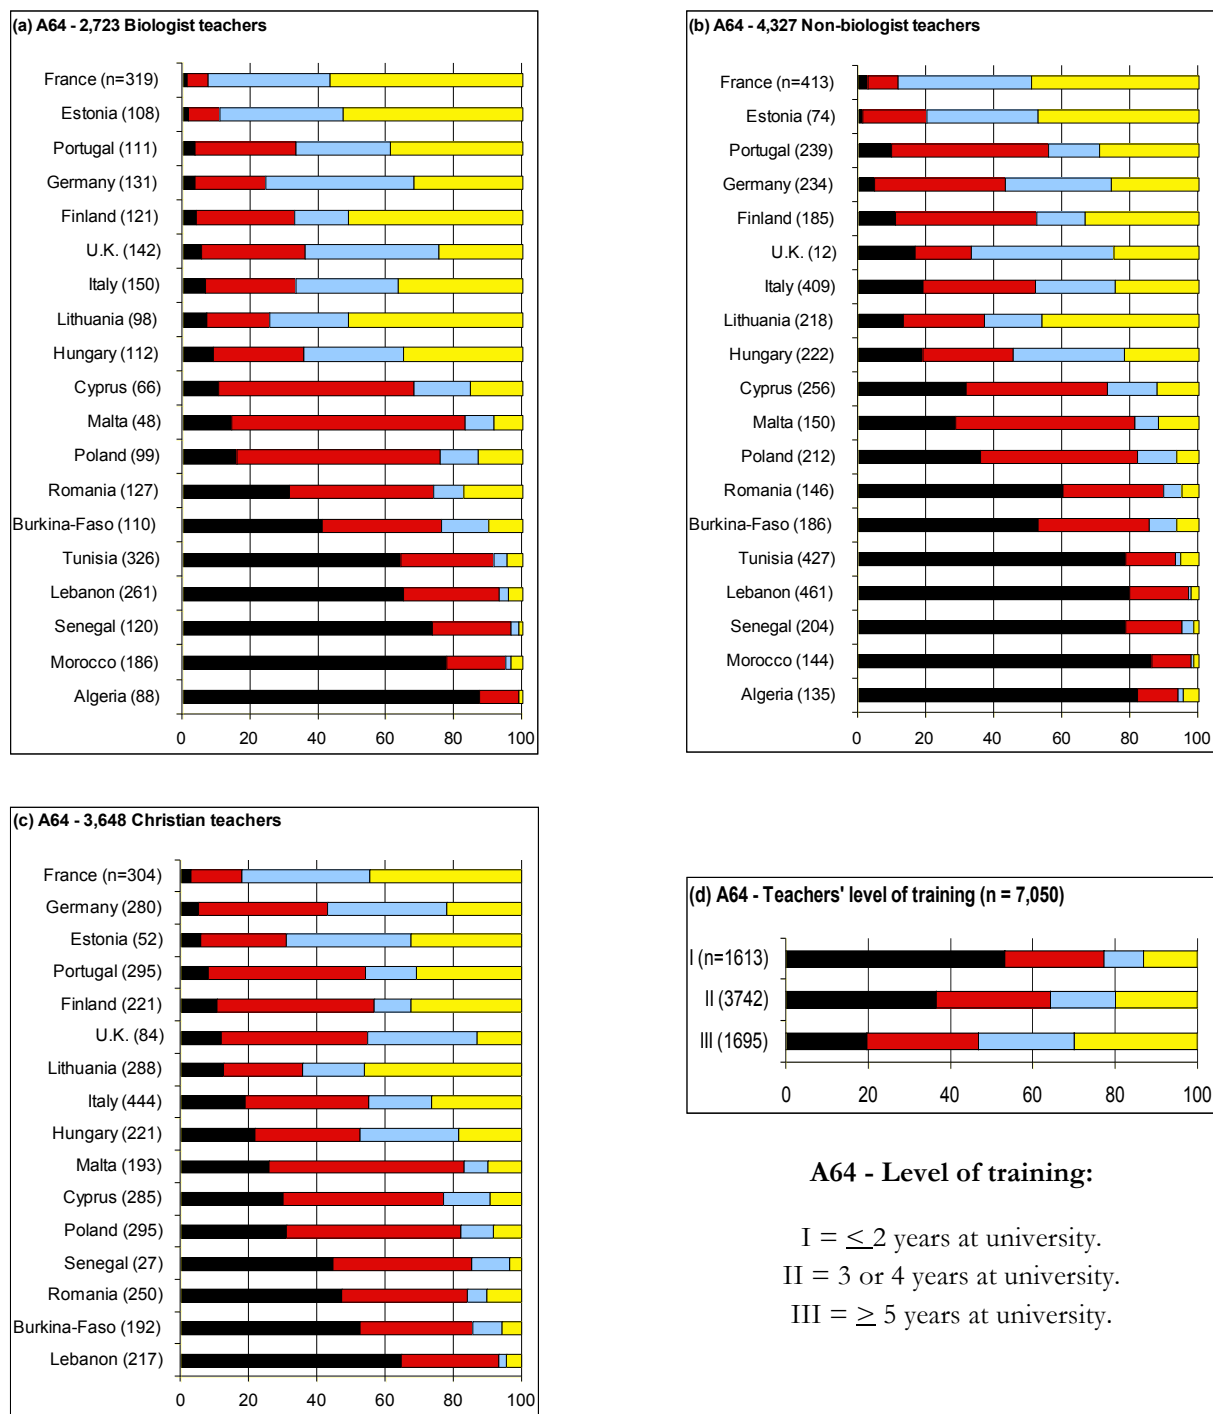 (a) A64 - 2,723 Biologist teachers
France (n=319)
Estonia (108)
Portugal (111)
Germany (131)
Finland (121)
U.K. (142)
Italy (150)
Lithuania (98)
Hungary (112)
Cyprus (66)
Malta (48)
Poland (99)
Romania (127)
Burkina-Faso (110)
Tunisia (326)
Lebanon (261)
Senegal (120)
Morocco (186)
Algeria (88)
0 20 40 60 80 100
(b) A64 - 4,327 Non-biologist teachers
France (n=413)
Estonia (74)
Portugal (239)
Germany (234)
Finland (185)
U.K. (12)
Italy (409)
Lithuania (218)
Hungary (222)
Cyprus (256)
Malta (150)
Poland (212)
Romania (146)
Burkina-Faso (186)
Tunisia (427)
Lebanon (461)
Senegal (204)
Morocco (144)
Algeria (135)
0 20 40 60 80 100
(c) A64 - 3,648 Christian teachers
France (n=304)
Germany (280)
Estonia (52)
Portugal (295)
Finland (221)
U.K. (84)
Lithuania (288)
Italy (444)
Hungary (221)
Malta (193)
Cyprus (285)
Poland (295)
Senegal (27)
Romania (250)
Burkina-Faso (192)
Lebanon (217)
0 20 40 60 80 100
(d) A64 - Teachers' level of training (n = 7,050)
I (n=1613)
II (3742)
III (1695)
0 20 40 60 80 100
A64 - Level of training:
I = ≤ 2 years at university.
II = 3 or 4 years at university.
III = ≥ 5 years at university.